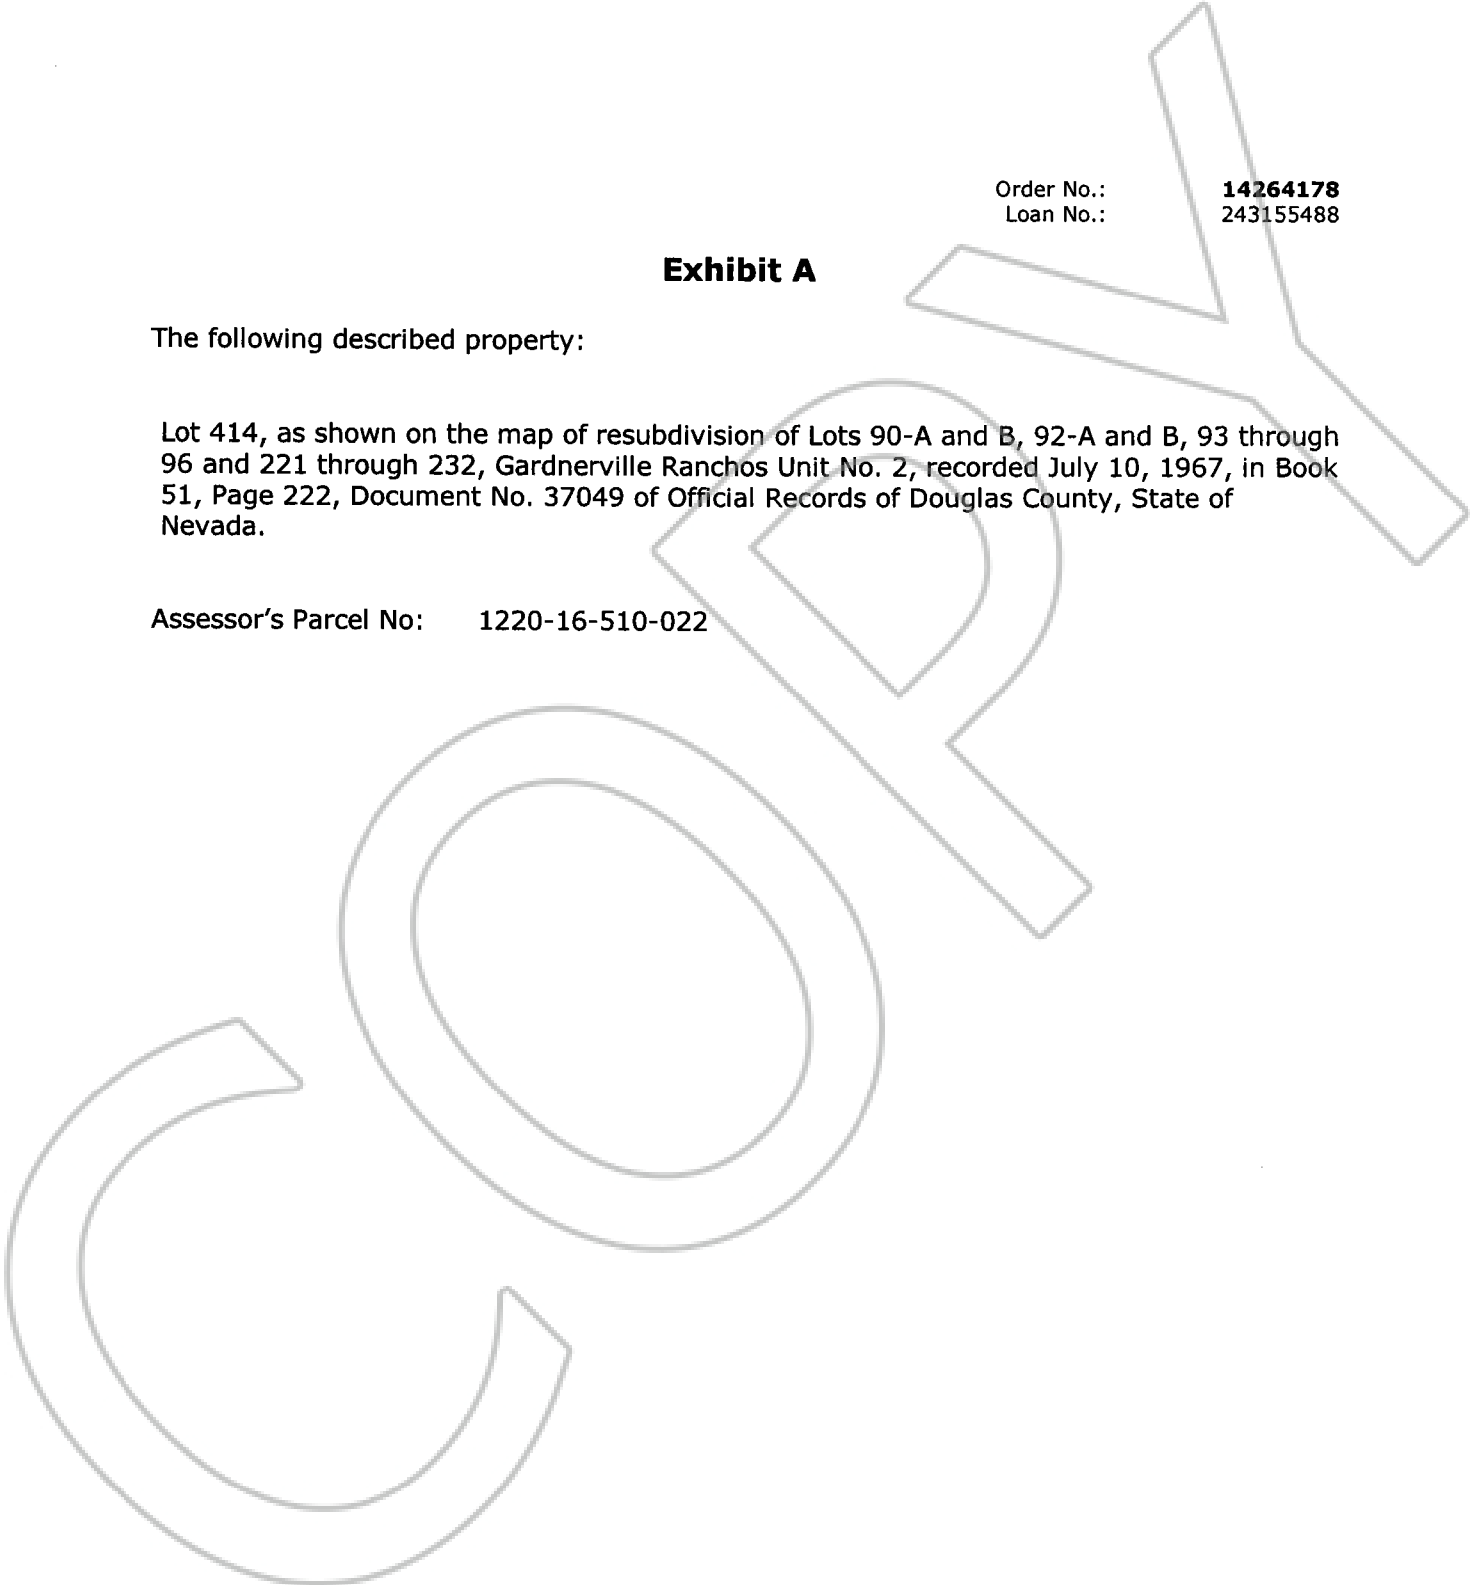 Order No.: 14264178
Loan No.: 243155488
Exhibit A
The following described property:
Lot 414, as shown on the map of resubdivision of Lots 90-A and B, 92-A and B, 93 through
96 and 221 through 232, Gardnerville Ranchos Unit No. 2, recorded July 10, 1967, in Book
51, Page 222, Document No. 37049 of Official Records of Douglas County, State of
Nevada.
Assessor's Parcel No: 1220-16-510-022
COPY